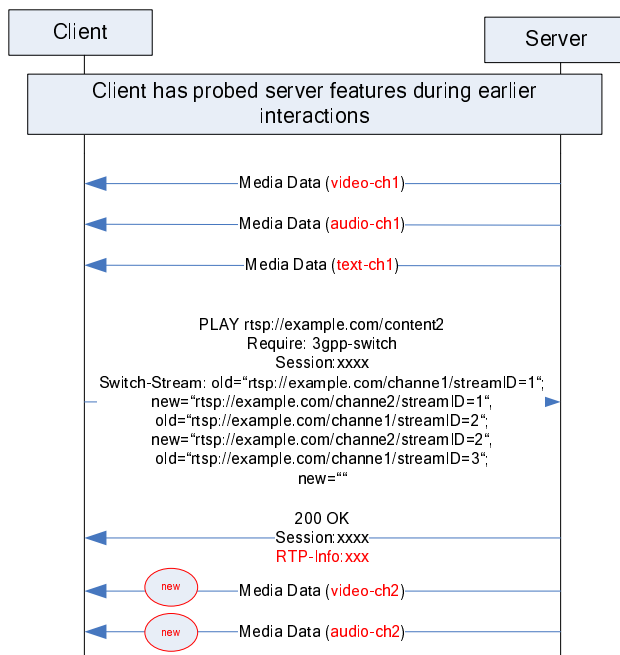 Client
Server
Client has probed server features during earlier
interactions
Media Data (video-ch1)
Media Data (audio-ch1)
Media Data (text-ch1)
PLAY rtsp://example.com/content2
Require: 3gpp-switch
Session:xxxx
Switch-Stream: old=“rtsp://example.com/channe1/streamID=1“;
new=“rtsp://example.com/channe2/streamID=1“,
old=“rtsp://example.com/channe1/streamID=2“;
new=“rtsp://example.com/channe2/streamID=2“,
old=“rtsp://example.com/channe1/streamID=3“;
new=““
200 OK
Session:xxxx
RTP-Info:xxx
new
Media Data (video-ch2)
new
Media Data (audio-ch2)